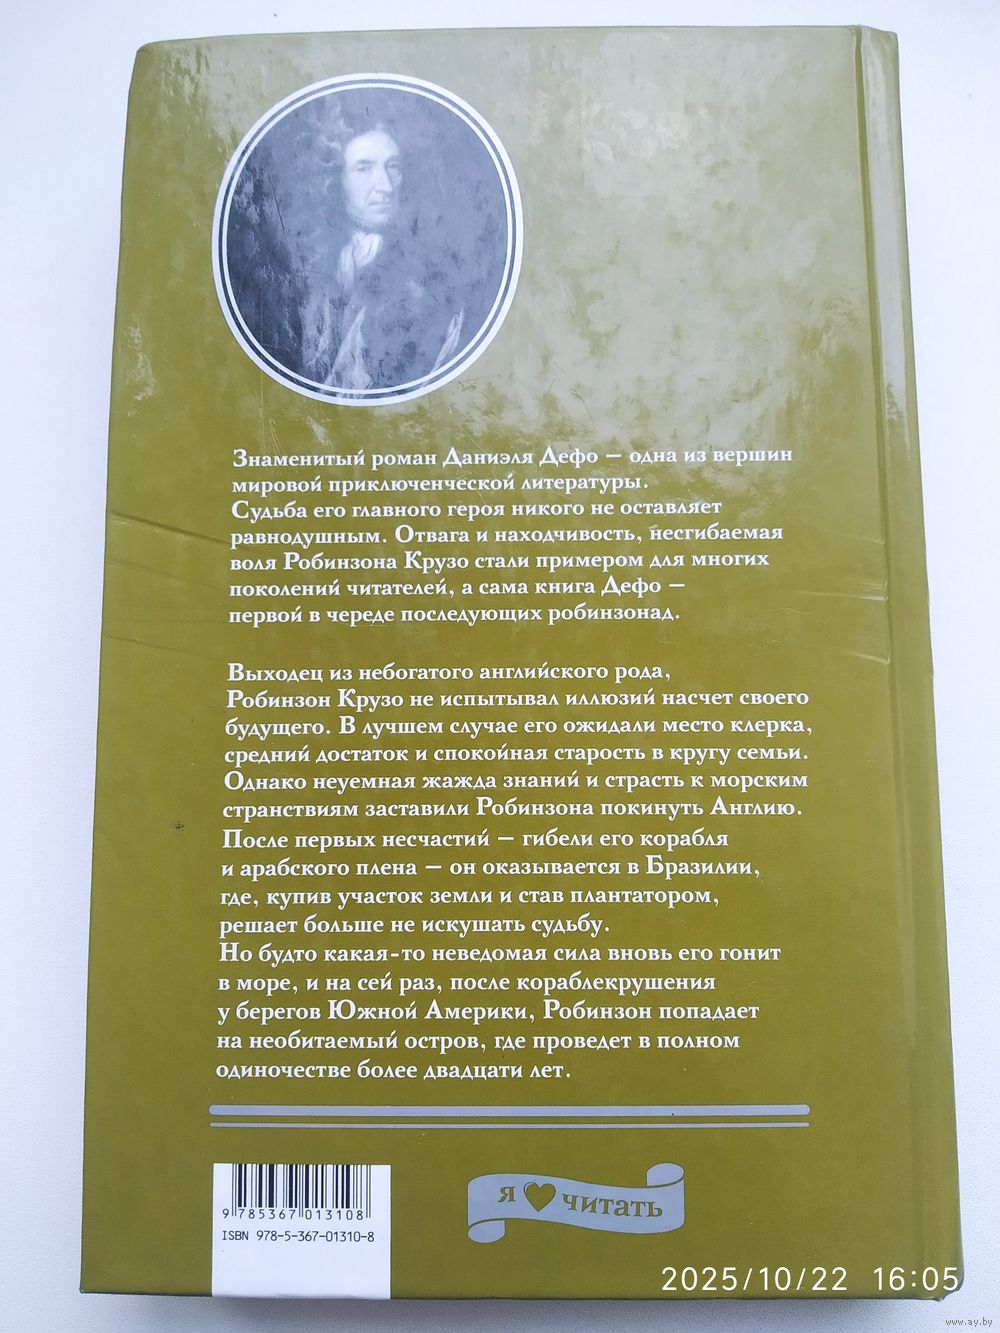 Знаменитый роман Даниэля Дефо – одна из вершин
мировой приключенческой литературы.
Судьба его главного героя никого не оставляет
равнодушным. Отвага и находчивость, несгибаемая
воля Робинзона Крузо стали примером для многих
поколений читателей, а сама книга Дефо –
первой в череде последующих робинзонад.
Выходец из небогатого английского рода,
Робинзон Крузо не испытывал иллюзий насчет своего
будущего. В лучшем случае его ожидали место клерка,
средний достаток и спокойная старость в кругу семьи.
Однако неуемная жажда знаний и страсть к морским
странствиям заставили Робинзона покинуть Англию.
После первых несчастий – гибели его корабля
и арабского плена – он оказывается в Бразилии,
где, купив участок земли и став плантатором,
решает больше не искушать судьбу.
Но будто какая-то неведомая сила вновь его гонит
в море, и на сей раз, после кораблекрушения
у берегов Южной Америки, Робинзон попадает
на необитаемый остров, где проведет в полном
одиночестве более двадцати лет.
9 785367 013108
ISBN 978-5-367-01310-8
я ♥ читать
2025/10/22 16:05
www.ay.by